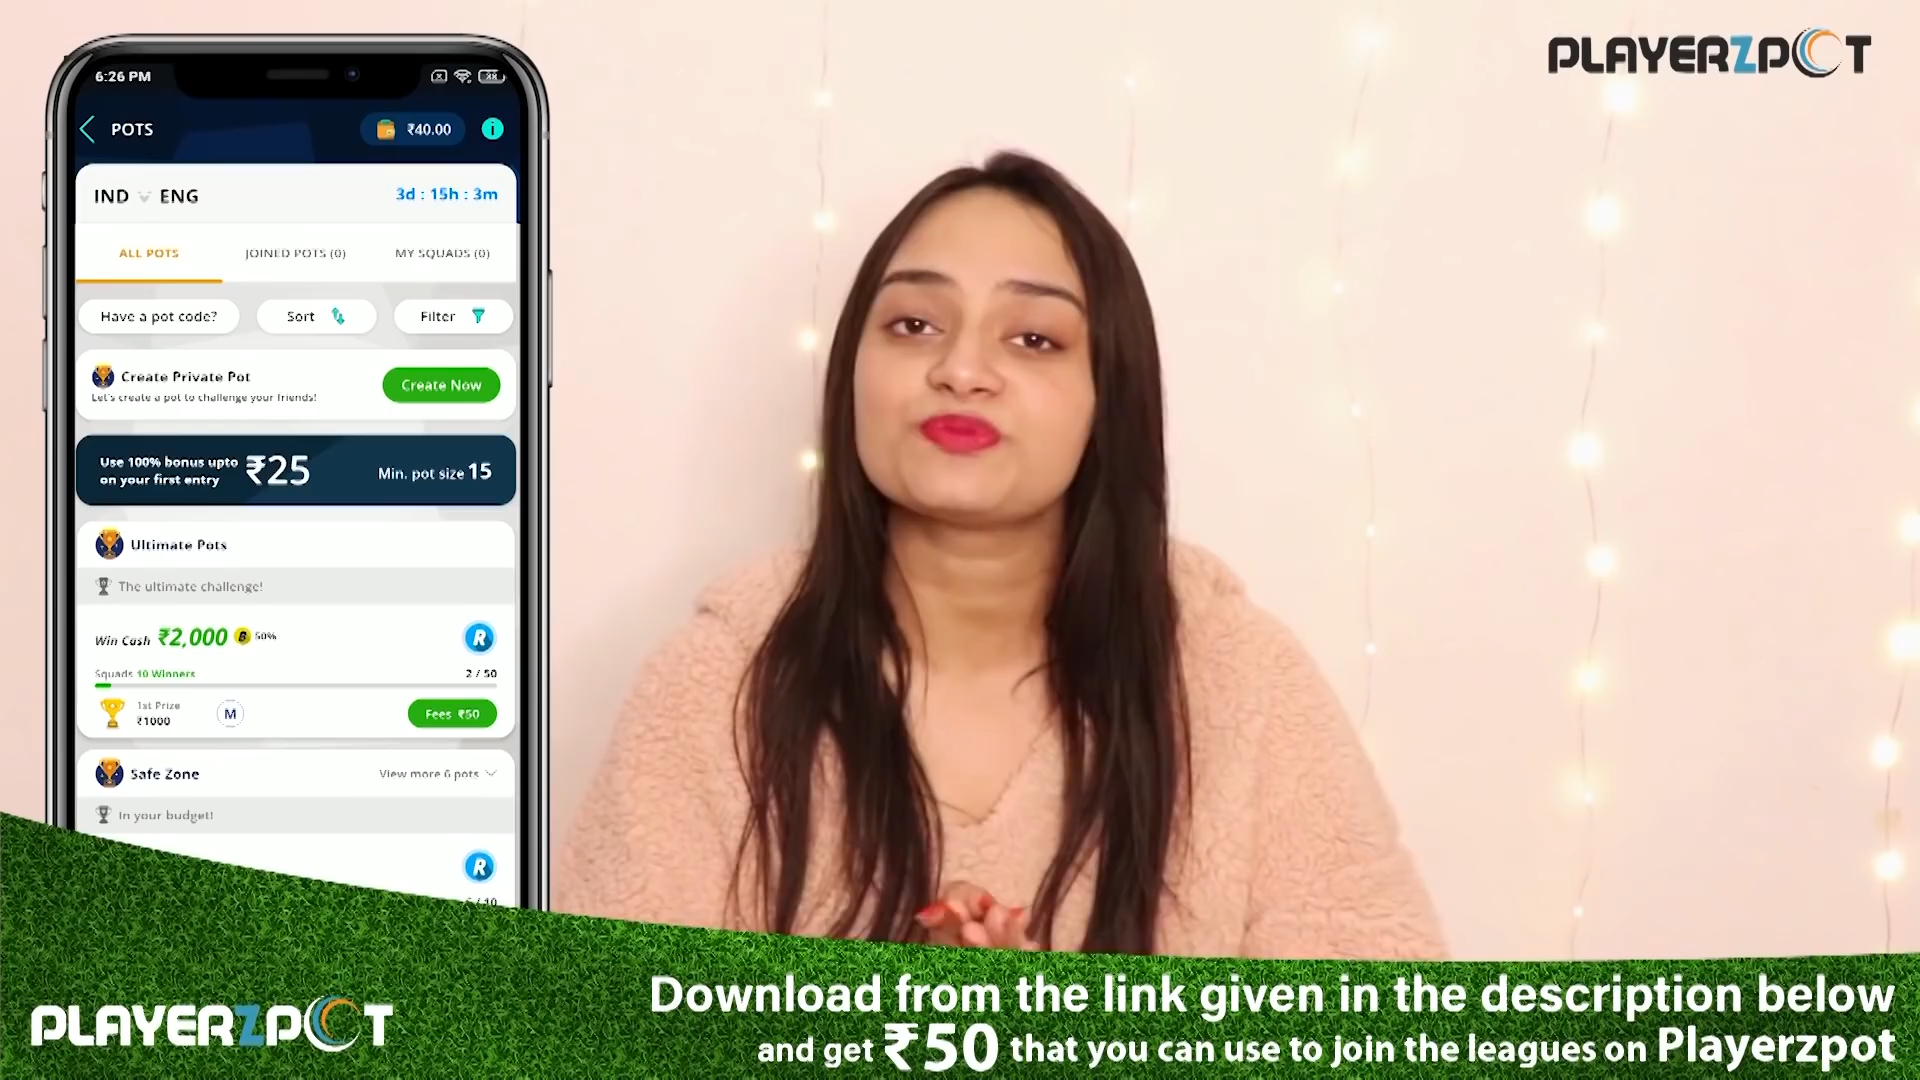 PLAYERZPOT
6:26 PM
POTS
₹40.00
i
IND ENG
3d : 15h : 3m
ALL POTS
JOINED POTS (0)
MY SQUADS (0)
Have a pot code?
Sort
Filter
Create Private Pot
Let's create a pot to challenge your friends!
Create Now
Use 100% bonus upto
on your first entry
₹25
Min. pot size 15
Ultimate Pots
The ultimate challenge!
Win Cash ₹2,000 B 50%
R
Squads 10 Winners
2 / 50
1st Prize
₹1000
M
Fees ₹50
Safe Zone
View more 6 pots
In your budget!
R
/ 10
PLAYERZPOT
Download from the link given in the description below
and get ₹50 that you can use to join the leagues on Playerzpot